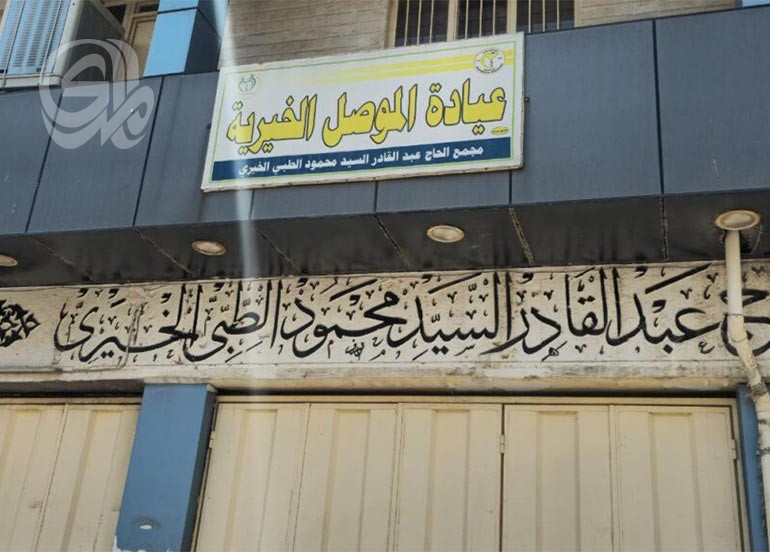 عيادة الموصل الخيرية
مجمع الحاج عبد القادر السيد محمود الطبي الخيري
عبد القادر السيد محمود الطبي الخيري